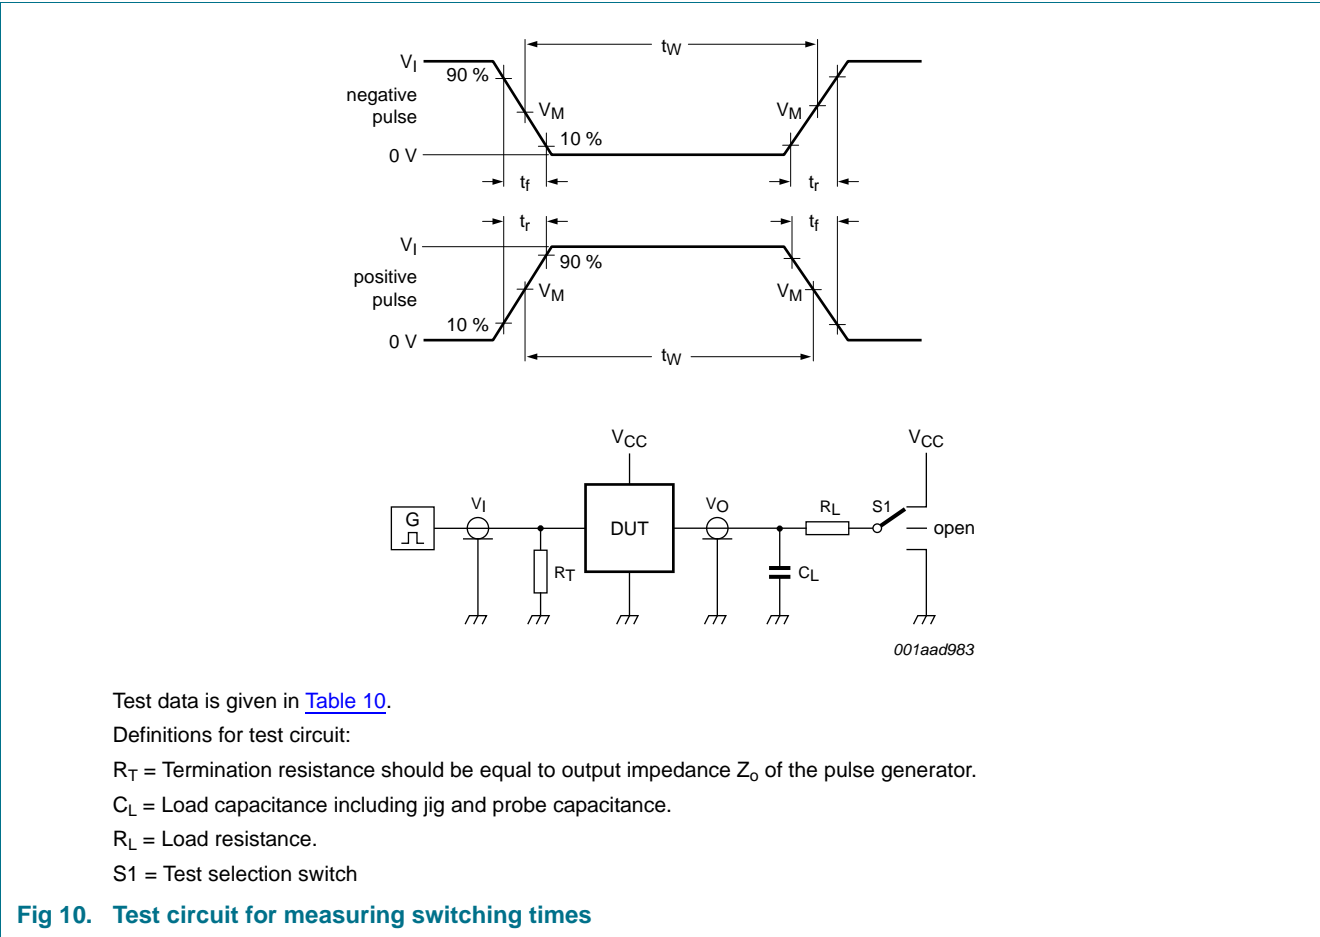 tW
VI
90 %
negative
pulse
VM
VM
10 %
0 V
tf
tr
tr
tf
VI
90 %
positive
pulse
VM
VM
10 %
0 V
tW
VCC
VCC
G
VI
DUT
VO
RL
S1
open
RT
CL
001aad983
Test data is given in Table 10.
Definitions for test circuit:
RT = Termination resistance should be equal to output impedance Zo of the pulse generator.
CL = Load capacitance including jig and probe capacitance.
RL = Load resistance.
S1 = Test selection switch
Fig 10. Test circuit for measuring switching times